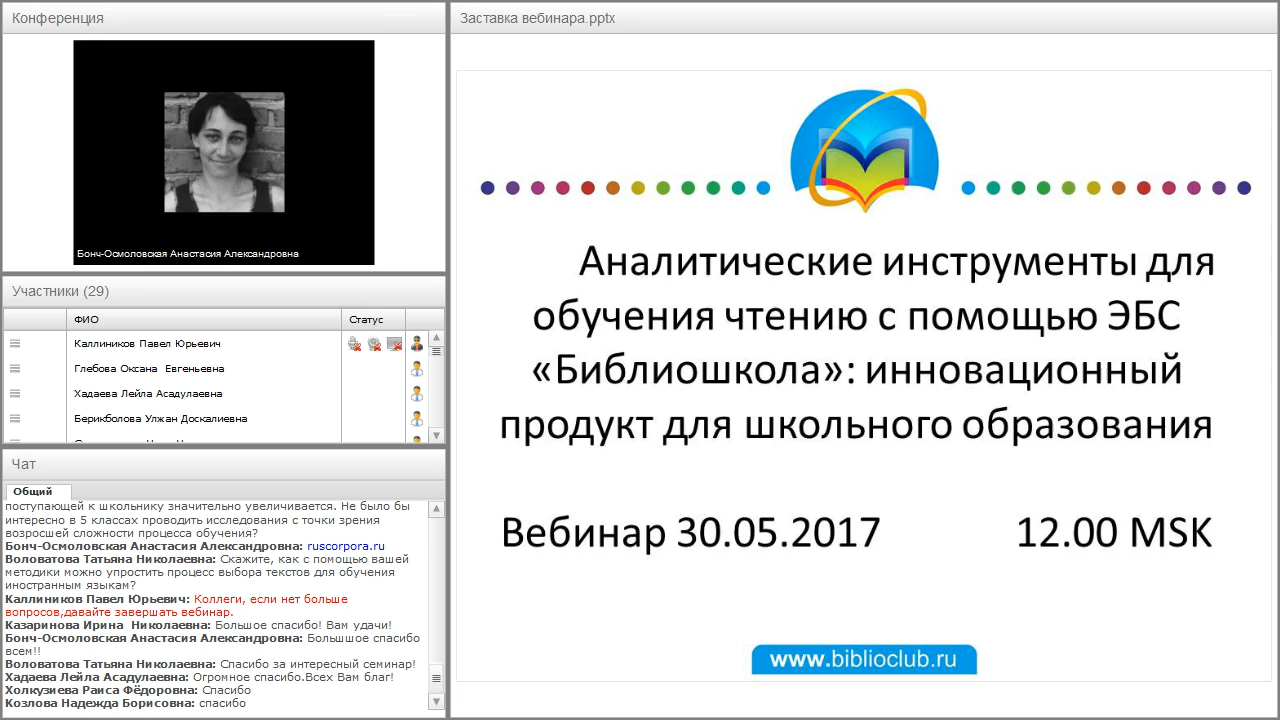 Конференция
Бонч-Осмоловская Анастасия Александровна
Участники (29)
ФИО
Статус
Каллиников Павел Юрьевич
Глебова Оксана Евгеньевна
Хадаева Лейла Асадулаевна
Берикболова Улжан Доскалиевна
Чат
Общий
поступающей к школьнику значительно увеличивается. Не было бы
интересно в 5 классах проводить исследования с точки зрения
возросшей сложности процесса обучения?
Бонч-Осмоловская Анастасия Александровна: ruscorpora.ru
Воловатова Татьяна Николаевна: Скажите, как с помощью вашей
методики можно упростить процесс выбора текстов для обучения
иностранным языкам?
Каллиников Павел Юрьевич: Коллеги, если нет больше
вопросов,давайте завершать вебинар.
Казаринова Ирина Николаевна: Большое спасибо! Вам удачи!
Бонч-Осмоловская Анастасия Александровна: Большшое спасибо
всем!!
Воловатова Татьяна Николаевна: Спасибо за интересный семинар!
Хадаева Лейла Асадулаевна: Огромное спасибо.Всех Вам благ!
Холкузиева Раиса Фёдоровна: Спасибо
Козлова Надежда Борисовна: спасибо
Заставка вебинара.pptx
Аналитические инструменты для
обучения чтению с помощью ЭБС
«Библиошкола»: инновационный
продукт для школьного образования
Вебинар 30.05.2017 12.00 MSK
www.biblioclub.ru